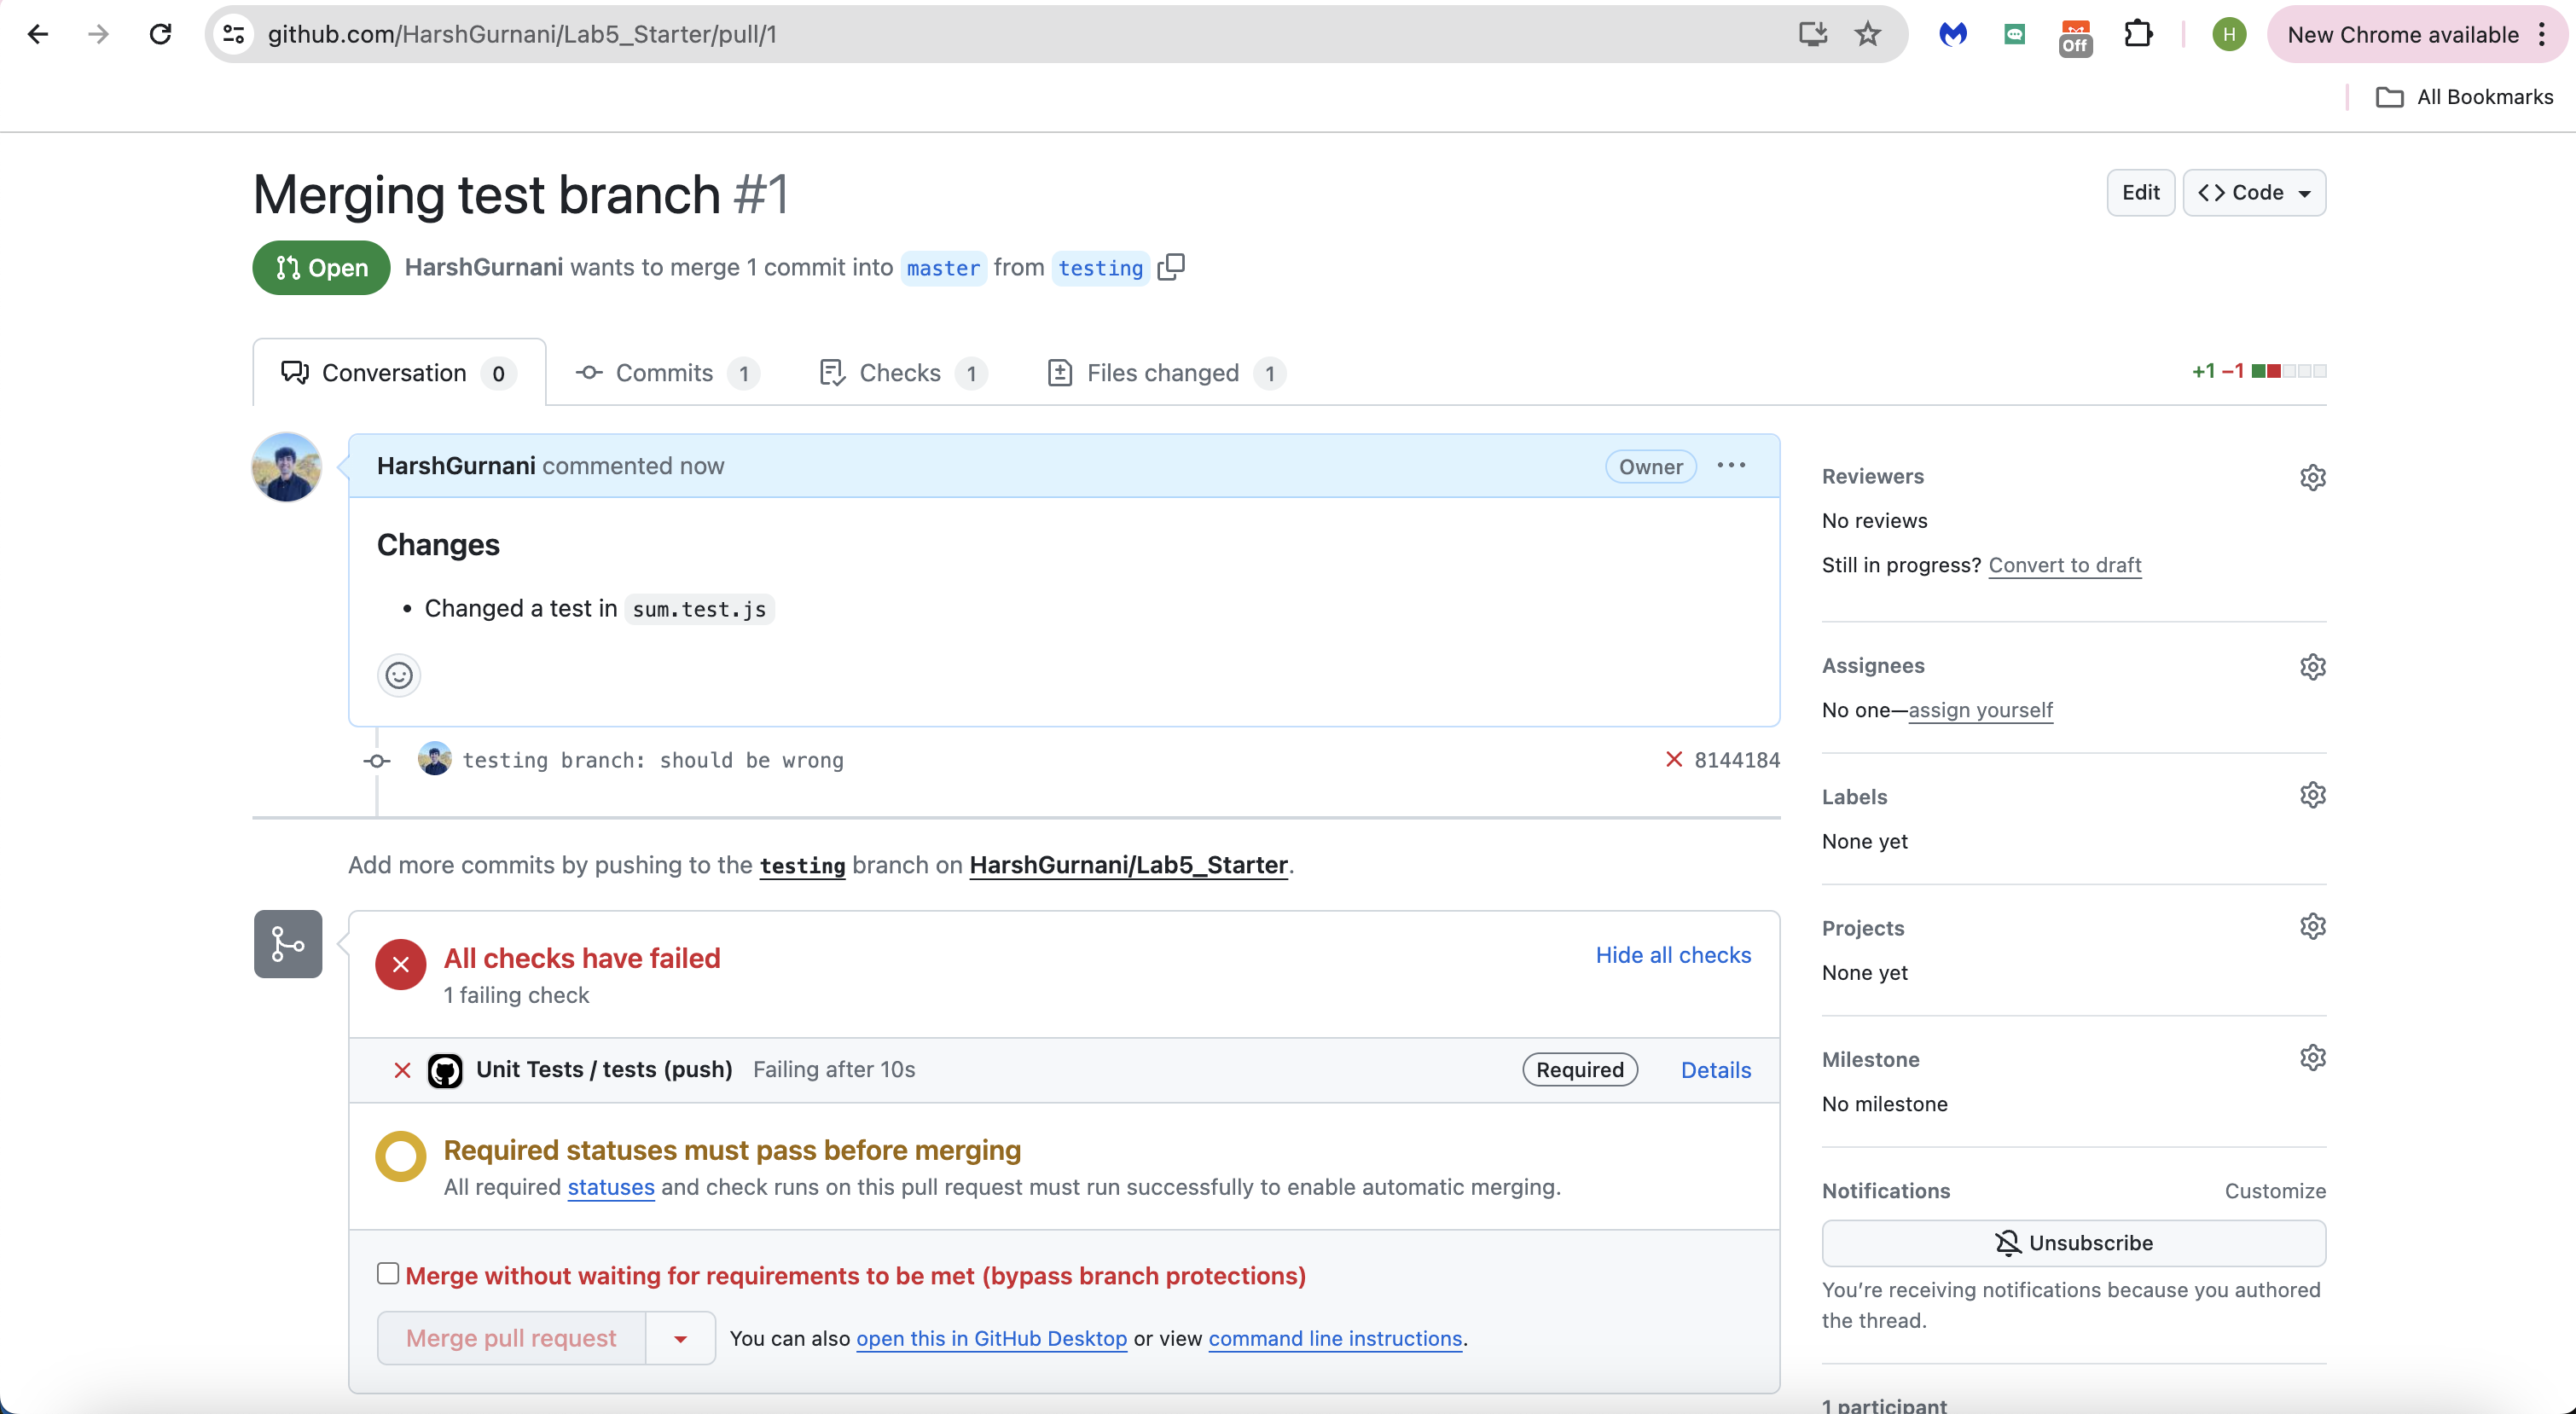 github.com/HarshGurnani/Lab5_Starter/pull/1
Off
H
New Chrome available
All Bookmarks
Merging test branch #1
Edit
Code
Open
HarshGurnani wants to merge 1 commit into master from testing
Conversation 0
Commits 1
Checks 1
Files changed 1
+1 −1
HarshGurnani commented now
Owner
Changes
• Changed a test in sum.test.js
testing branch: should be wrong
8144184
Add more commits by pushing to the testing branch on HarshGurnani/Lab5_Starter.
All checks have failed
Hide all checks
1 failing check
Unit Tests / tests (push) Failing after 10s
Required
Details
Required statuses must pass before merging
All required statuses and check runs on this pull request must run successfully to enable automatic merging.
Merge without waiting for requirements to be met (bypass branch protections)
Merge pull request
You can also open this in GitHub Desktop or view command line instructions.
Reviewers
No reviews
Still in progress? Convert to draft
Assignees
No one—assign yourself
Labels
None yet
Projects
None yet
Milestone
No milestone
Notifications
Customize
Unsubscribe
You’re receiving notifications because you authored
the thread.
1 participant